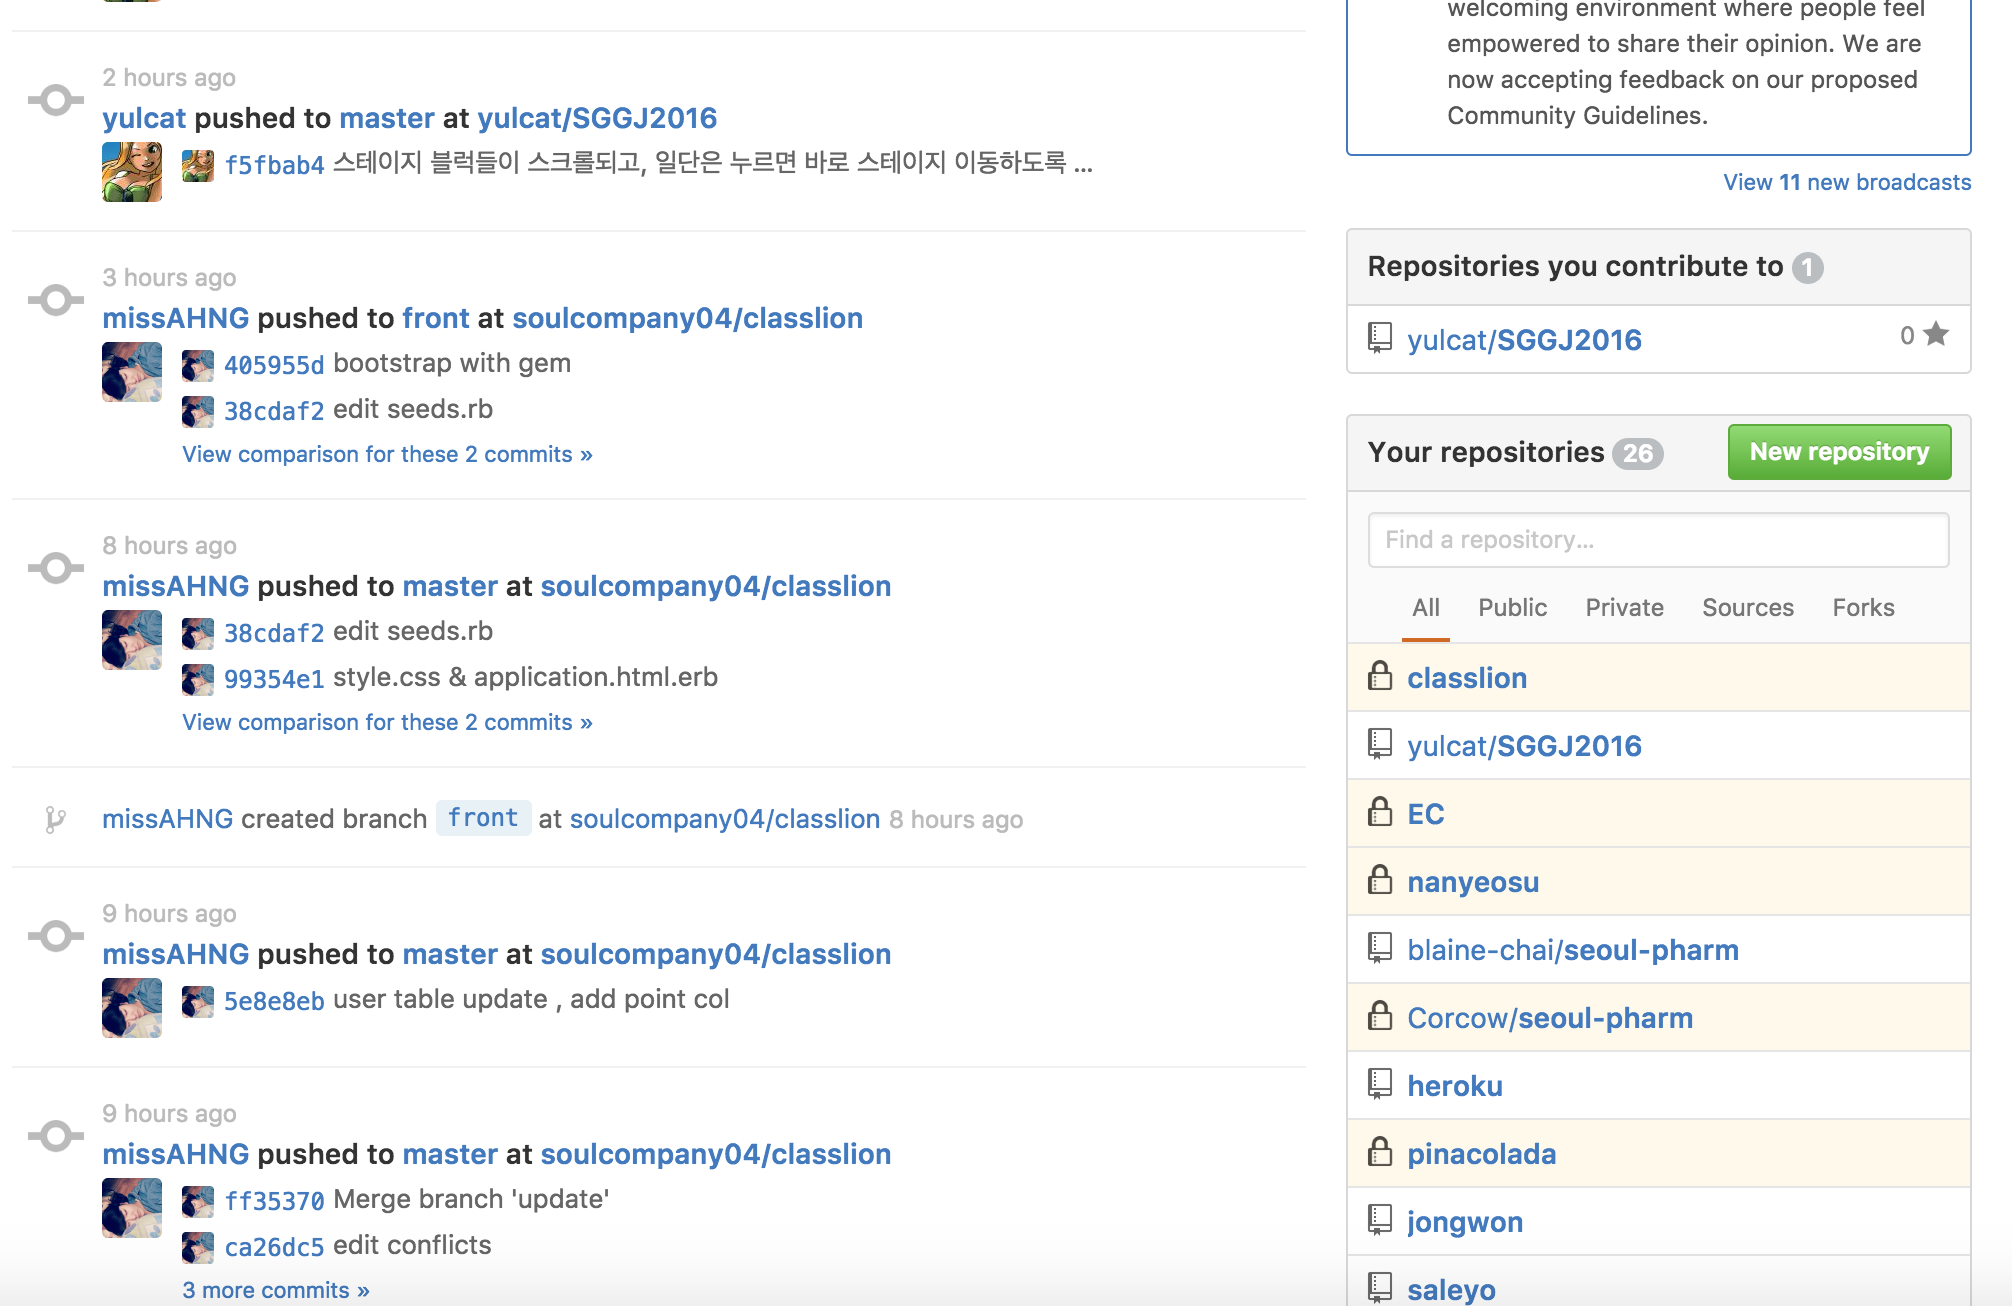 2 hours ago
yulcat pushed to master at yulcat/SGGJ2016
f5fbab4 스테이지 블럭들이 스크롤되고, 일단은 누르면 바로 스테이지 이동하도록 ...
3 hours ago
missAHNG pushed to front at soulcompany04/classlion
405955d bootstrap with gem
38cdaf2 edit seeds.rb
View comparison for these 2 commits »
8 hours ago
missAHNG pushed to master at soulcompany04/classlion
38cdaf2 edit seeds.rb
99354e1 style.css & application.html.erb
View comparison for these 2 commits »
missAHNG created branch front at soulcompany04/classlion 8 hours ago
9 hours ago
missAHNG pushed to master at soulcompany04/classlion
5e8e8eb user table update , add point col
9 hours ago
missAHNG pushed to master at soulcompany04/classlion
ff35370 Merge branch 'update'
ca26dc5 edit conflicts
3 more commits »
welcoming environment where people feel
empowered to share their opinion. We are
now accepting feedback on our proposed
Community Guidelines.
View 11 new broadcasts
Repositories you contribute to 1
yulcat/SGGJ2016 0
Your repositories 26 New repository
Find a repository...
All Public Private Sources Forks
classlion
yulcat/SGGJ2016
EC
nanyeosu
blaine-chai/seoul-pharm
Corcow/seoul-pharm
heroku
pinacolada
jongwon
saleyo